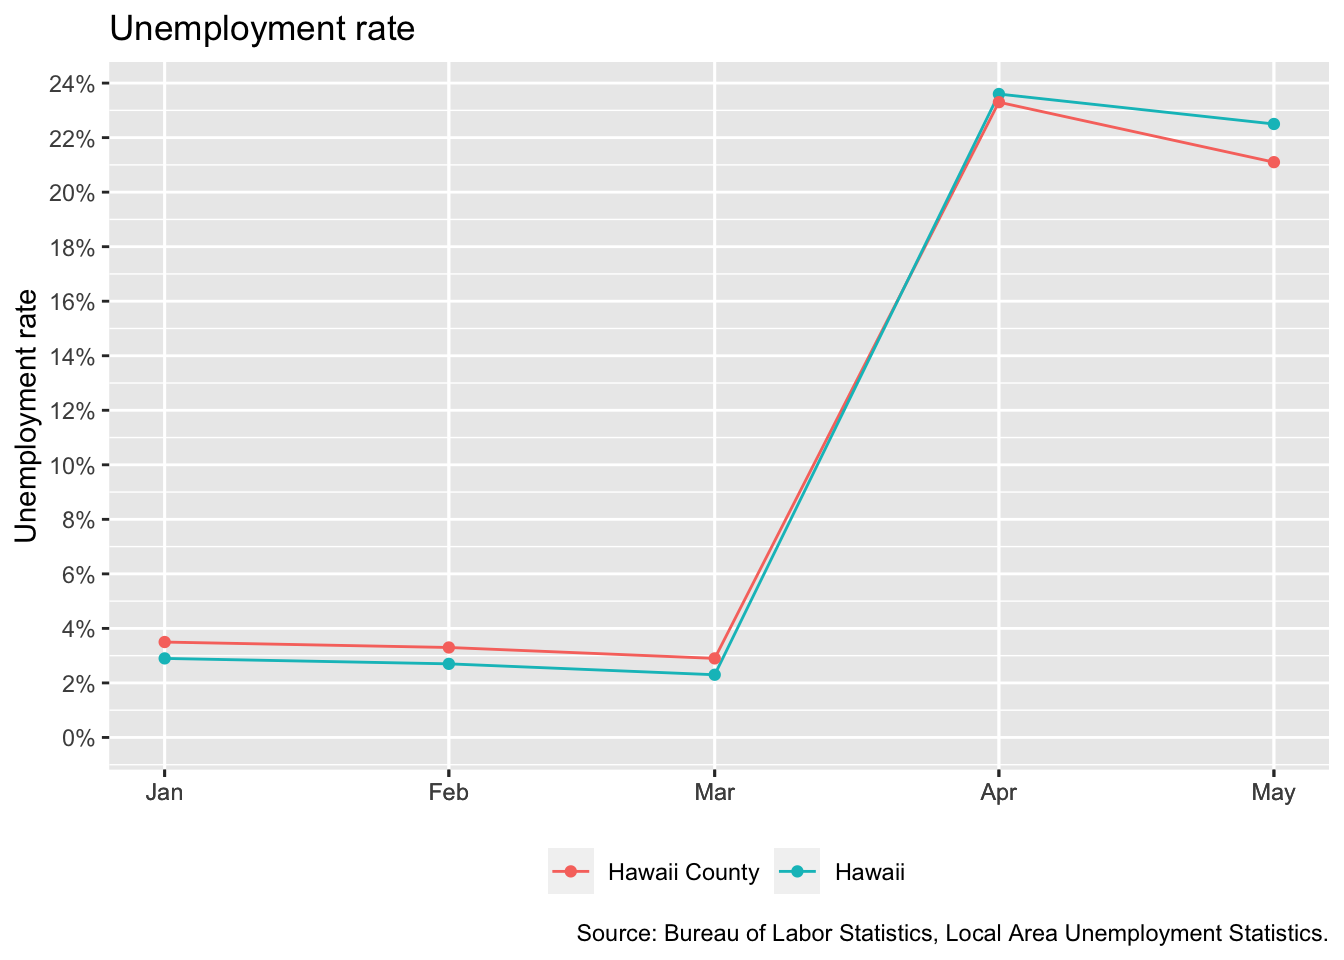 Unemployment rate
Unemployment rate
24%
22%
20%
18%
16%
14%
12%
10%
8%
6%
4%
2%
0%
Jan Feb Mar Apr May
Hawaii County Hawaii
Source: Bureau of Labor Statistics, Local Area Unemployment Statistics.